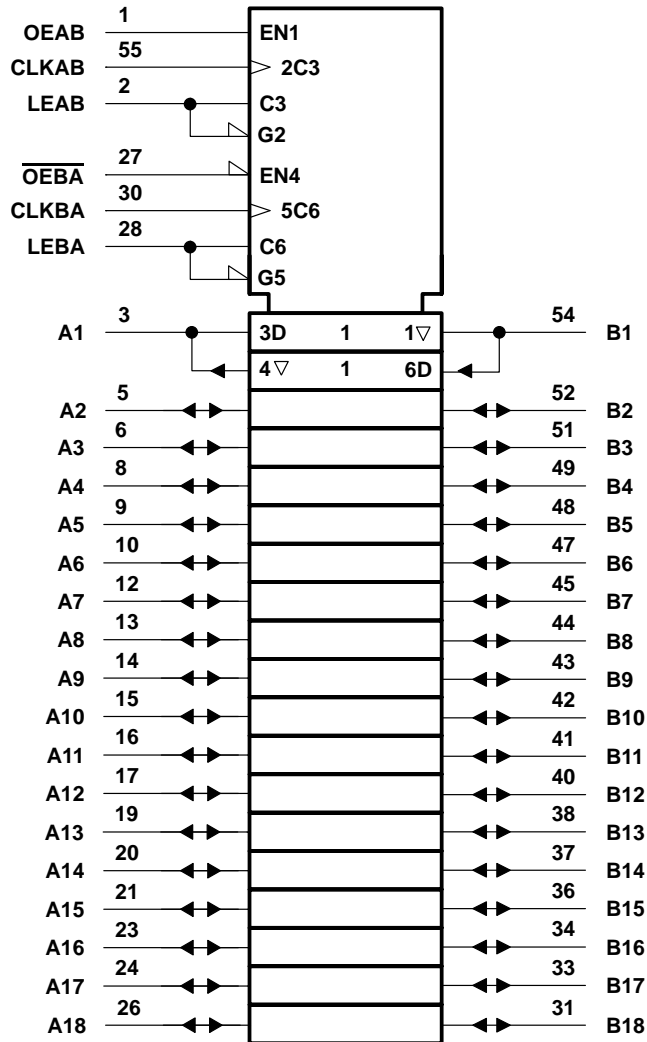 1
OEAB EN1
55
CLKAB 2C3
2
LEAB C3
G2
27
OEBA EN4
30
CLKBA 5C6
28
LEBA C6
G5
3 54
A1 3D 1 1▽ B1
4▽ 1 6D
5 52
A2 B2
6 51
A3 B3
8 49
A4 B4
9 48
A5 B5
10 47
A6 B6
12 45
A7 B7
13 44
A8 B8
14 43
A9 B9
15 42
A10 B10
16 41
A11 B11
17 40
A12 B12
19 38
A13 B13
20 37
A14 B14
21 36
A15 B15
23 34
A16 B16
24 33
A17 B17
26 31
A18 B18